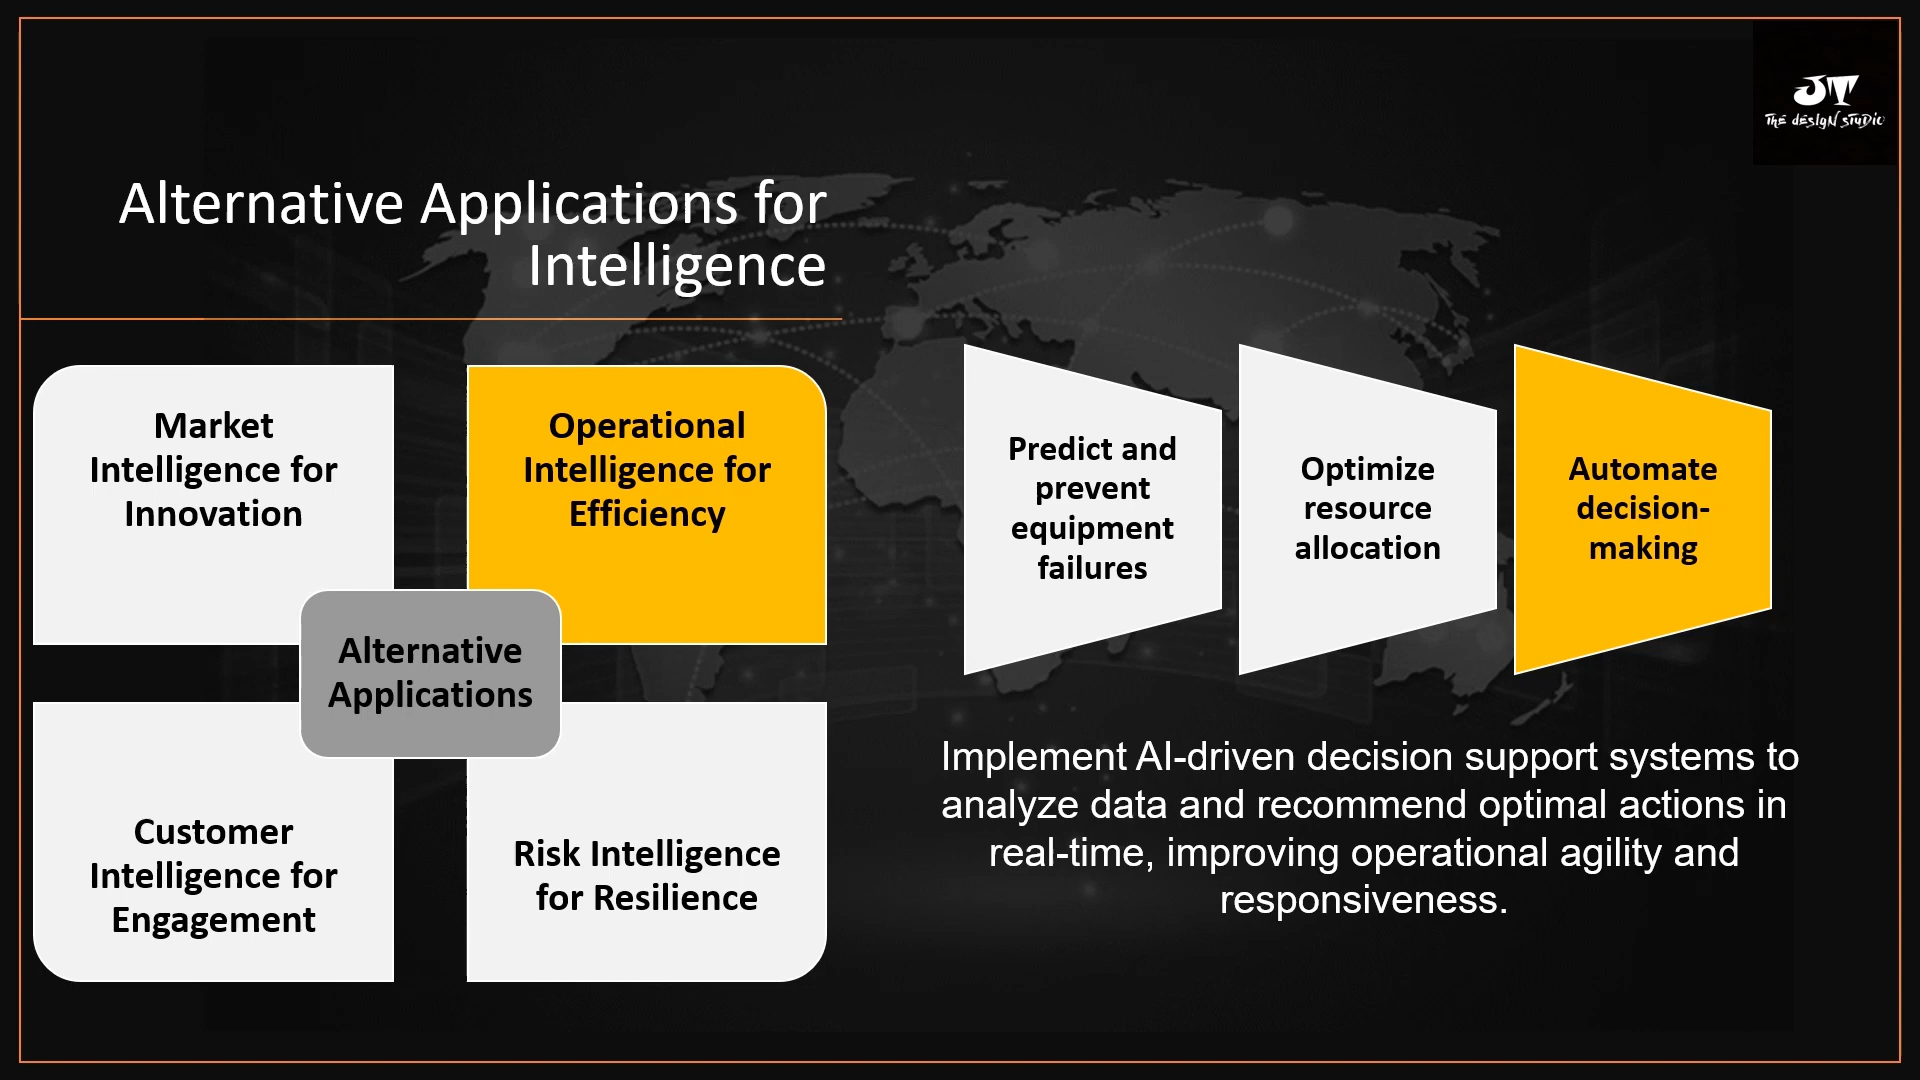 JT
THE DESIGN STUDIO
Alternative Applications for
Intelligence
Market
Intelligence for
Innovation
Operational
Intelligence for
Efficiency
Alternative
Applications
Customer
Intelligence for
Engagement
Risk Intelligence
for Resilience
Predict and
prevent
equipment
failures
Optimize
resource
allocation
Automate
decision-
making
Implement AI-driven decision support systems to
analyze data and recommend optimal actions in
real-time, improving operational agility and
responsiveness.